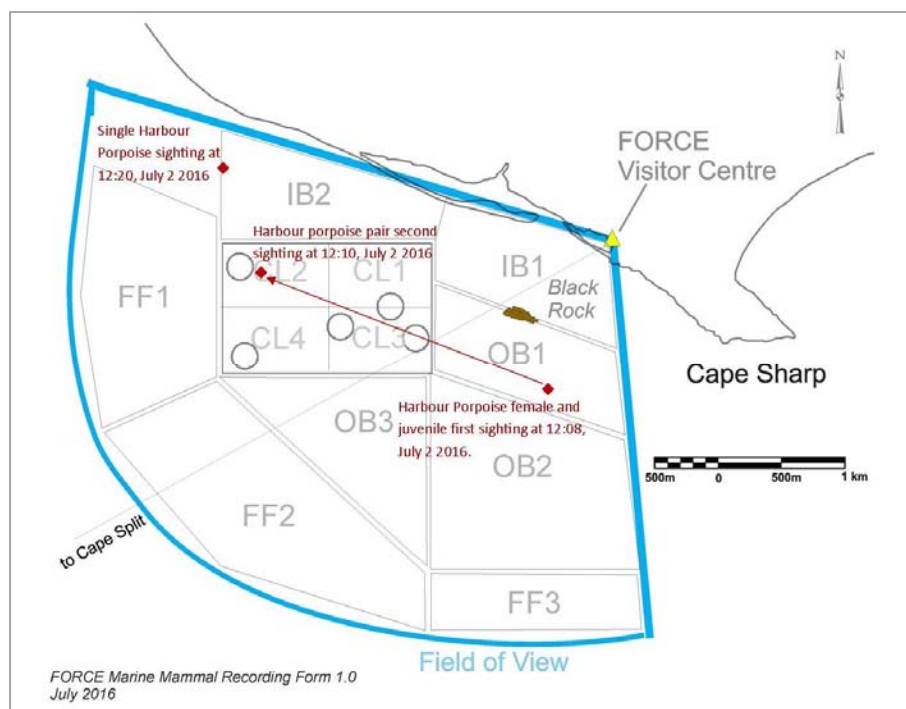 N
FORCE
Visitor Centre
Single Harbour
Porpoise sighting at
12:20, July 2 2016
IB2
Harbour porpoise pair second
sighting at 12:10, July 2 2016
CL2
CL1
IB1
Black
Rock
FF1
CL4
CL3
OB1
Cape Sharp
Harbour Porpoise female and
juvenile first sighting at 12:08,
July 2 2016.
OB3
OB2
500m 0 500m 1 km
FF2
to Cape Split
FF3
Field of View
FORCE Marine Mammal Recording Form 1.0
July 2016